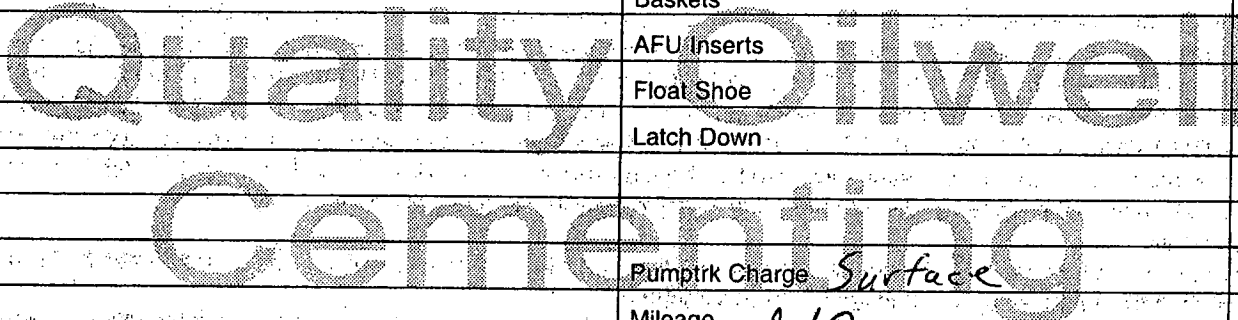 Baskets
Quality Oilwell
AFU Inserts
Float Shoe
Latch Down
Cementing
Pumptrk Charge Surface
Mileage